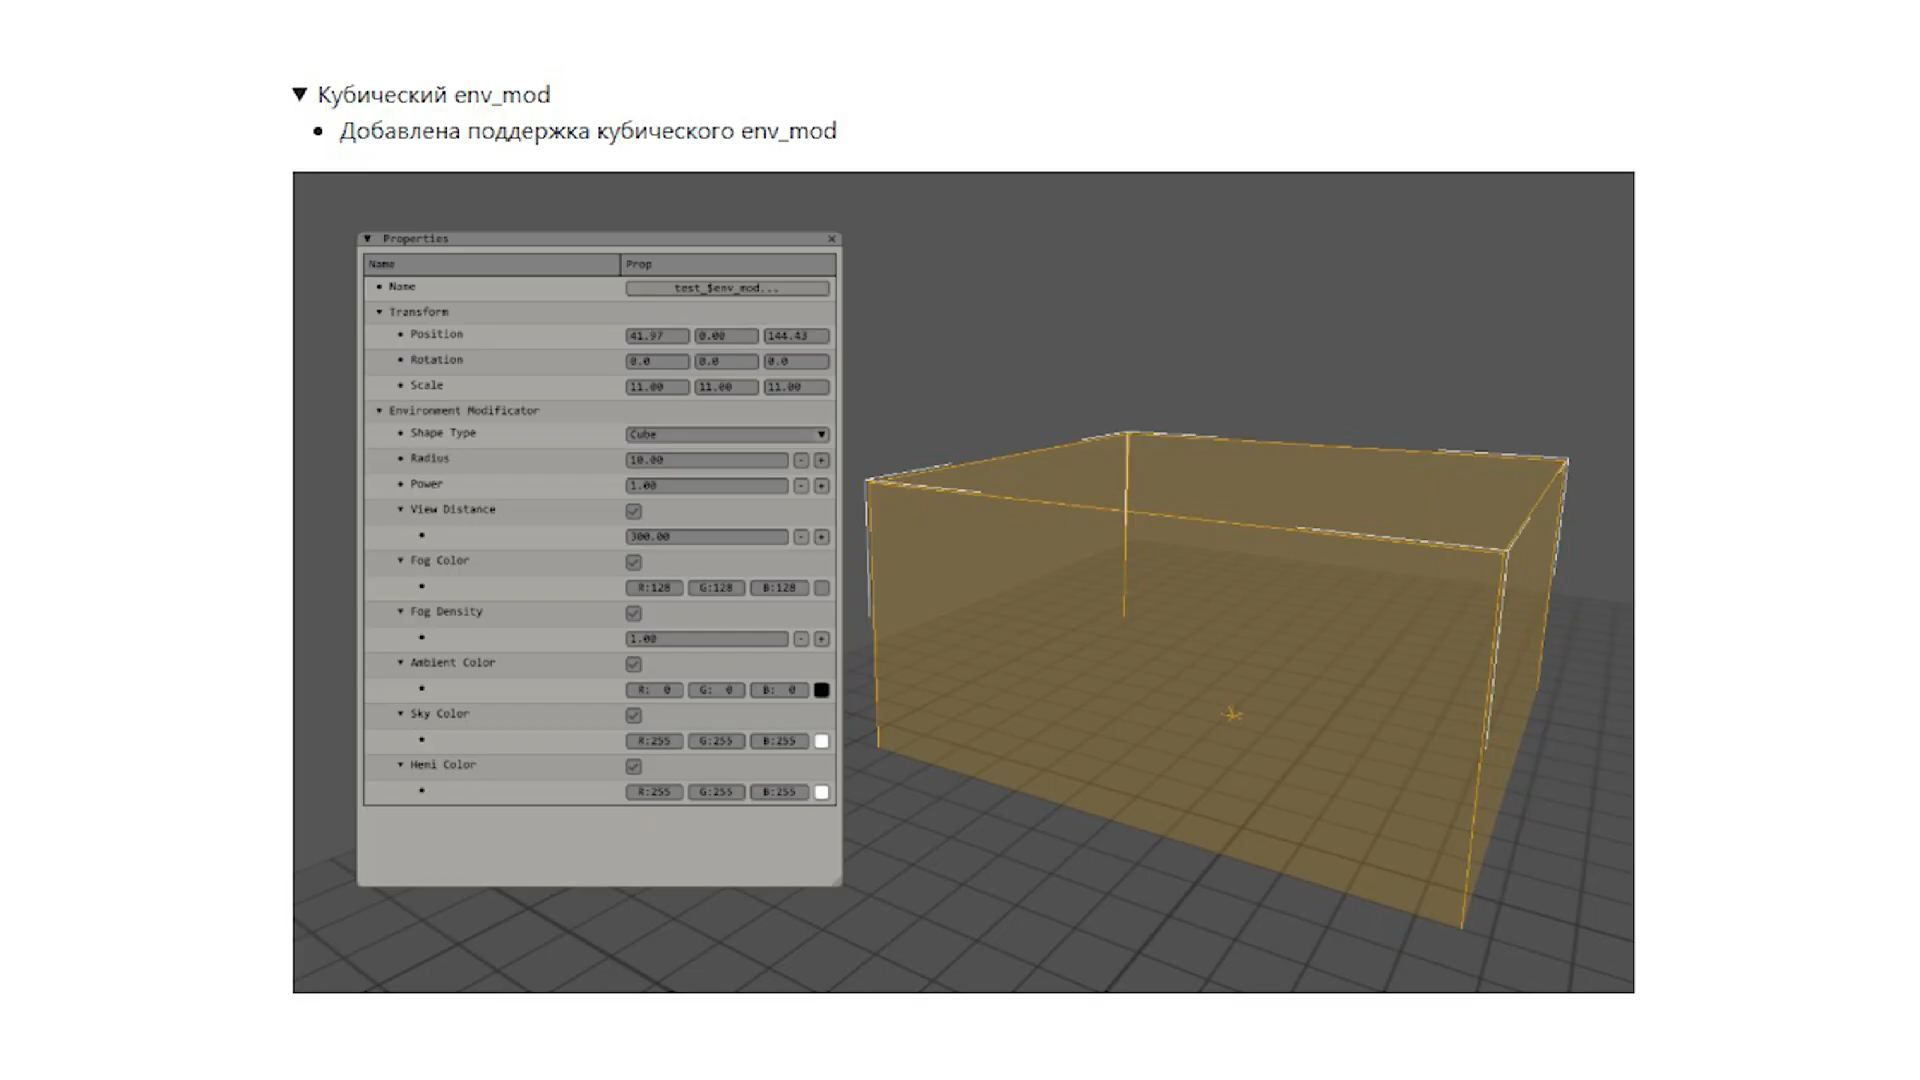 ▼ Кубический env_mod
• Добавлена поддержка кубического env_mod
▼ Properties ×
Name Prop
• Name test_$env_mod...
▼ Transform
• Position 41.97 0.00 144.43
• Rotation 0.0 0.0 0.0
• Scale 11.00 11.00 11.00
▼ Environment Modificator
• Shape Type Cube ▼
• Radius 10.00 - +
• Power 1.00 - +
▼ View Distance
• 300.00 - +
▼ Fog Color
• R:128 G:128 B:128
▼ Fog Density
• 1.00 - +
▼ Ambient Color
• R: 0 G: 0 B: 0
▼ Sky Color
• R:255 G:255 B:255
▼ Hemi Color
• R:255 G:255 B:255